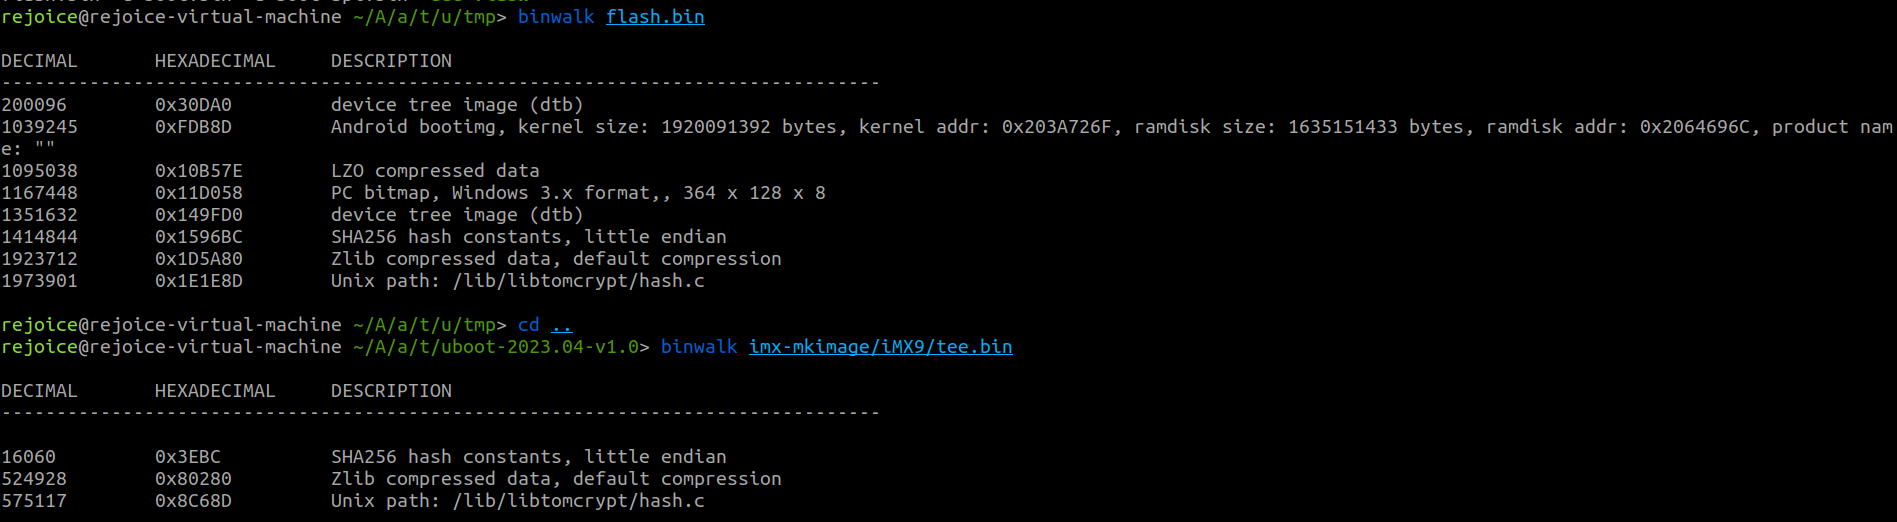 rejoice@rejoice-virtual-machine ~/A/a/t/u/tmp> binwalk flash.bin
DECIMAL       HEXADECIMAL     DESCRIPTION
--------------------------------------------------------------------------------
200096        0x30DA0         device tree image (dtb)
1039245       0xFDB8D         Android bootimg, kernel size: 1920091392 bytes, kernel addr: 0x203A726F, ramdisk size: 1635151433 bytes, ramdisk addr: 0x2064696C, product nam
e: ""
1095038       0x10B57E        LZO compressed data
1167448       0x11D058        PC bitmap, Windows 3.x format,, 364 x 128 x 8
1351632       0x149FD0        device tree image (dtb)
1414844       0x1596BC        SHA256 hash constants, little endian
1923712       0x1D5A80        Zlib compressed data, default compression
1973901       0x1E1E8D        Unix path: /lib/libtomcrypt/hash.c
rejoice@rejoice-virtual-machine ~/A/a/t/u/tmp> cd ..
rejoice@rejoice-virtual-machine ~/A/a/t/uboot-2023.04-v1.0> binwalk imx-mkimage/iMX9/tee.bin
DECIMAL       HEXADECIMAL     DESCRIPTION
--------------------------------------------------------------------------------
16060         0x3EBC          SHA256 hash constants, little endian
524928        0x80280         Zlib compressed data, default compression
575117        0x8C68D         Unix path: /lib/libtomcrypt/hash.c